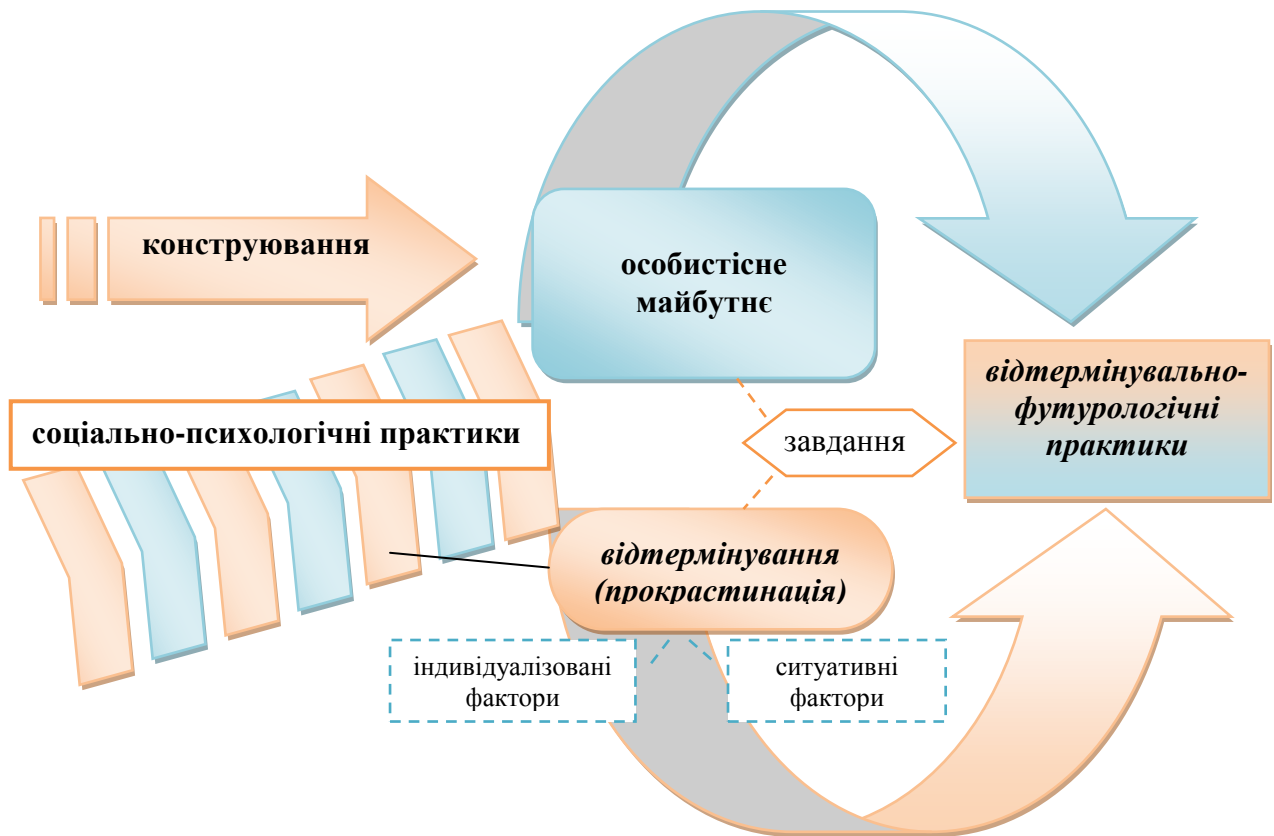 конструювання
особистісне
майбутнє
соціально-психологічні практики
завдання
відтермінувально-
футурологічні
практики
відтермінування
(прокрастинація)
індивідуалізовані
фактори
ситуативні
фактори